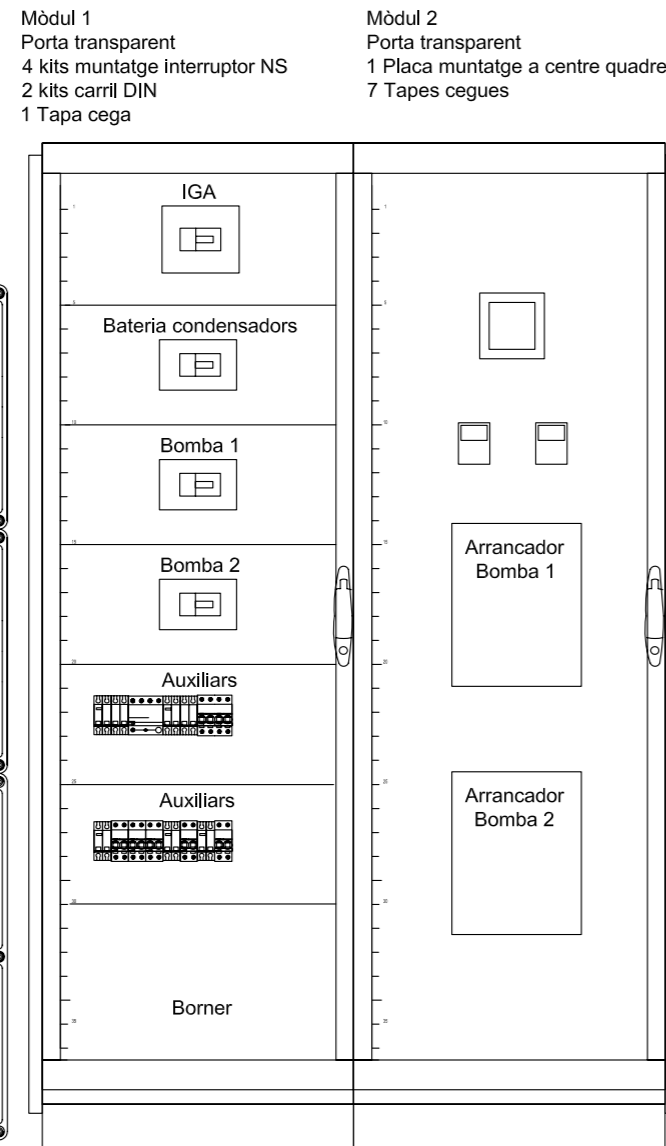 Mòdul 1
Porta transparent
4 kits muntatge interruptor NS
2 kits carril DIN
1 Tapa cega
Mòdul 2
Porta transparent
1 Placa muntatge a centre quadre
7 Tapes cegues
IGA
Bateria condensadors
Bomba 1
Bomba 2
Auxiliars
Auxiliars
Borner
Arrancador
Bomba 1
Arrancador
Bomba 2